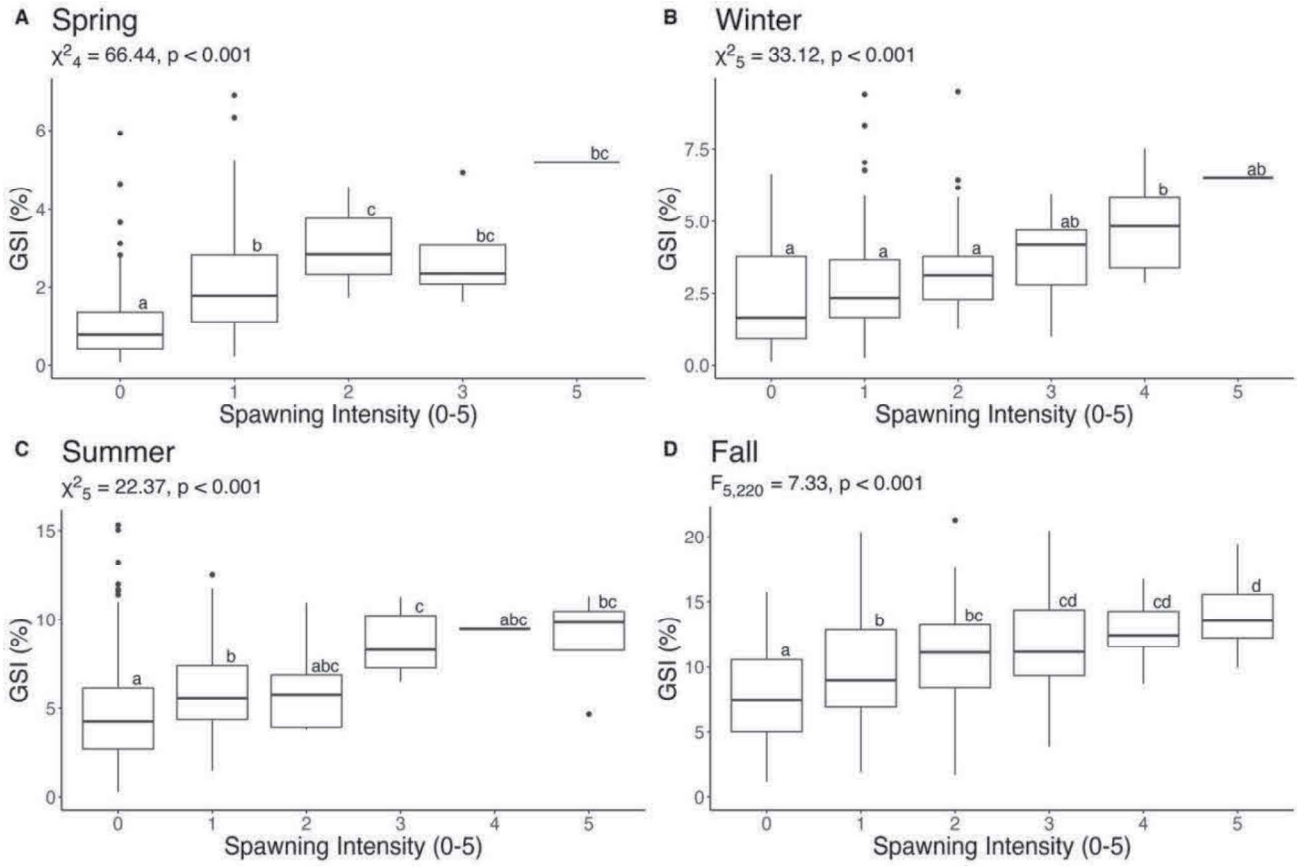 A Spring
χ²₄ = 66.44, p < 0.001
GSI (%)
6
4
2
0
a
b
c
bc
bc
0 1 2 3 5
Spawning Intensity (0-5)
B Winter
χ²₅ = 33.12, p < 0.001
GSI (%)
7.5
5.0
2.5
0.0
a
a
a
ab
b
ab
0 1 2 3 4 5
Spawning Intensity (0-5)
C Summer
χ²₅ = 22.37, p < 0.001
GSI (%)
15
10
5
0
a
b
abc
c
abc
bc
0 1 2 3 4 5
Spawning Intensity (0-5)
D Fall
F₅,₂₂₀ = 7.33, p < 0.001
GSI (%)
20
15
10
5
0
a
b
bc
cd
cd
d
0 1 2 3 4 5
Spawning Intensity (0-5)